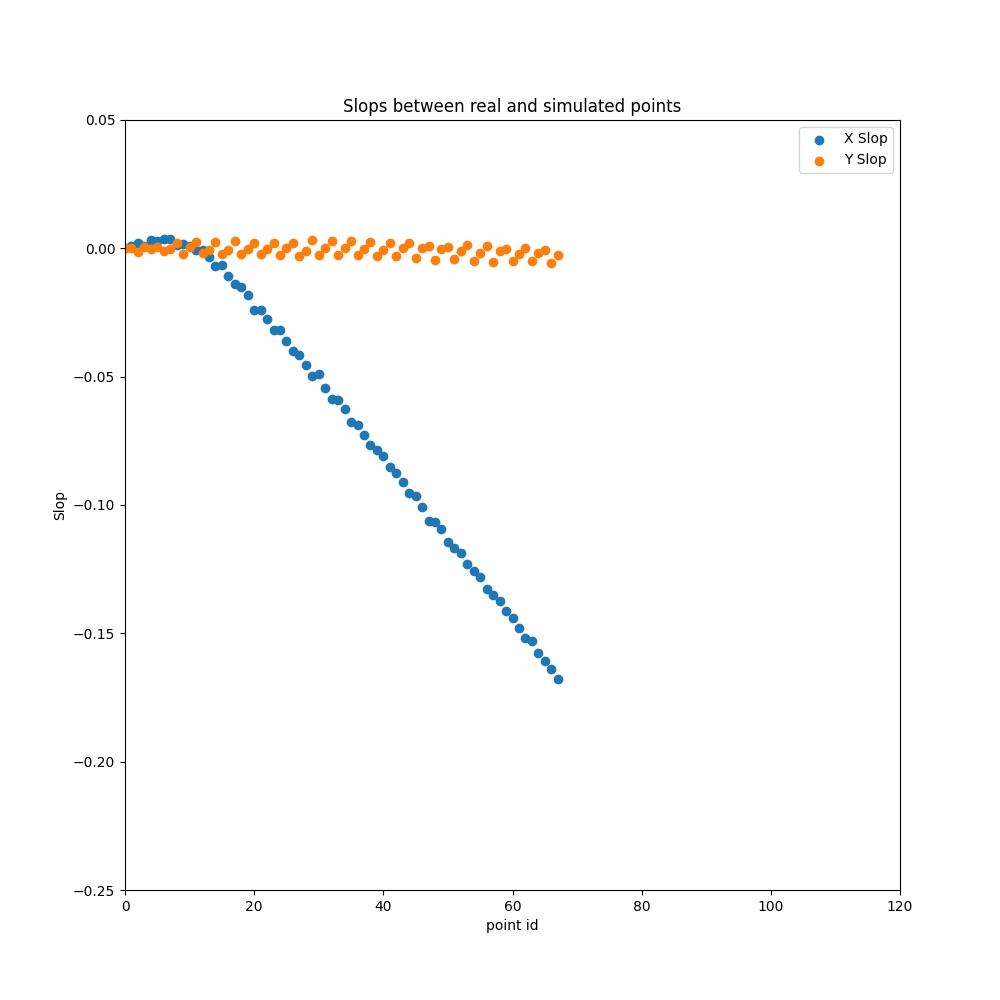 Slops between real and simulated points
X Slop
Y Slop
0.05
0.00
−0.05
−0.10
−0.15
−0.20
−0.25
Slop
0 20 40 60 80 100 120
point id